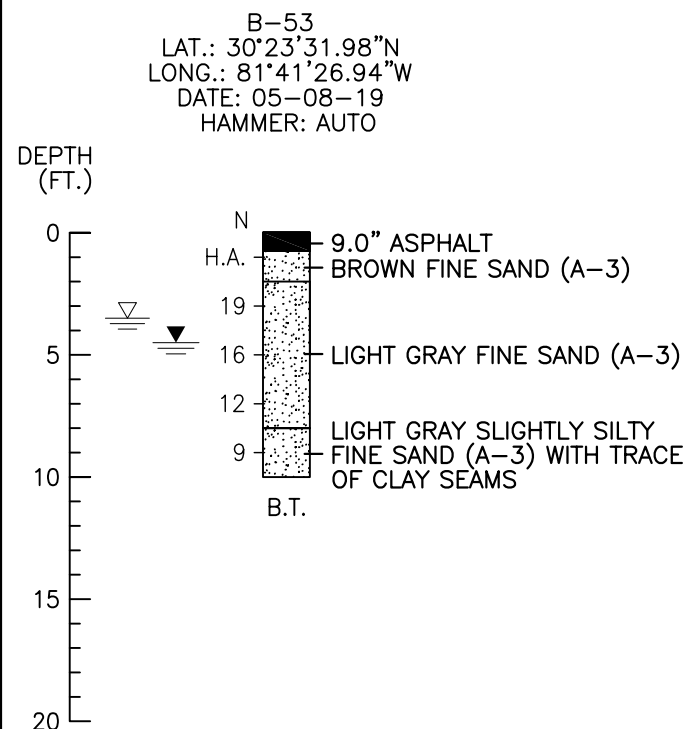 B-53
LAT.: 30°23'31.98"N
LONG.: 81°41'26.94"W
DATE: 05-08-19
HAMMER: AUTO
DEPTH
(FT.)
N
0
9.0" ASPHALT
H.A.
BROWN FINE SAND (A-3)
19
5
16
LIGHT GRAY FINE SAND (A-3)
12
LIGHT GRAY SLIGHTLY SILTY
9
FINE SAND (A-3) WITH TRACE
OF CLAY SEAMS
10
B.T.
15
20